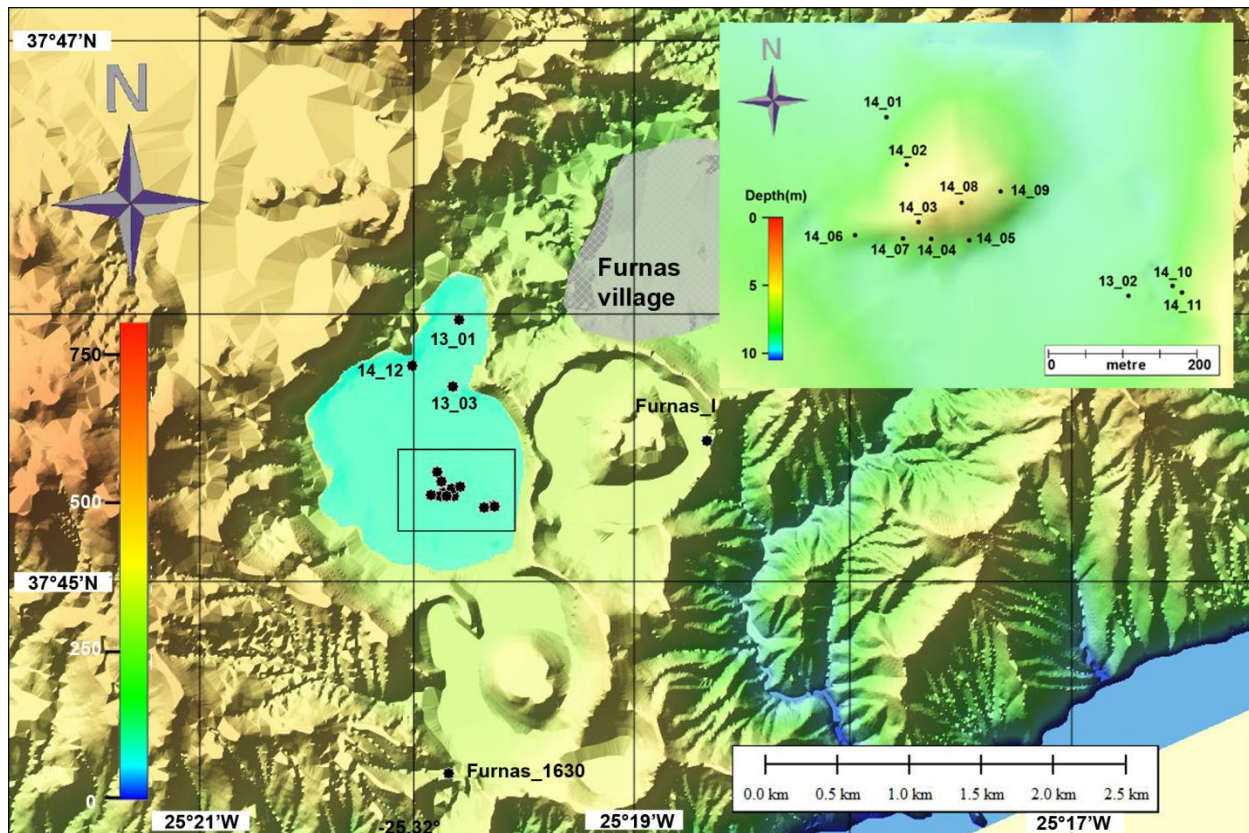 37°47'N
N
N
14_01
14_02
14_08
14_09
Depth(m)
0
14_03
14_06
14_07
14_04
14_05
5
14_10
13_02
14_11
10
0
metre
200
Furnas
village
13_01
14_12
13_03
Furnas_I
750
500
37°45'N
250
0
Furnas_1630
0.0 km
0.5 km
1.0 km
1.5 km
2.0 km
2.5 km
25°21'W
-25.32°
25°19'W
25°17'W